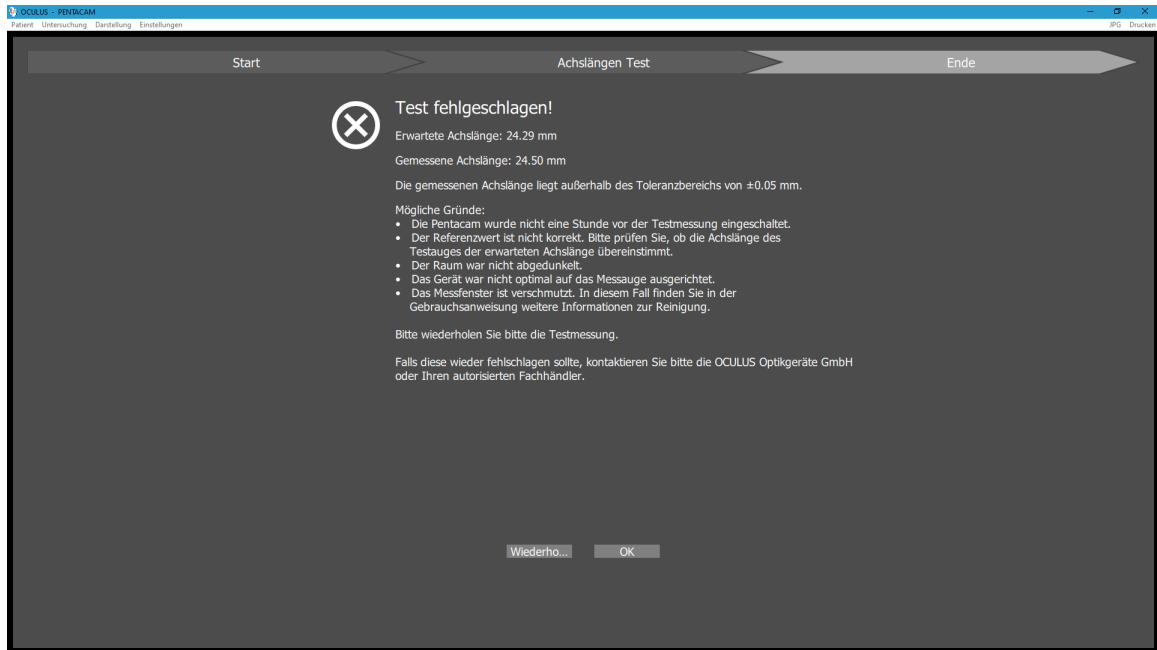 OCULUS - PENTACAM
Patient Untersuchung Darstellung Einstellungen JPG Drucken
Start Achslängen Test Ende
Test fehlgeschlagen!
Erwartete Achslänge: 24.29 mm
Gemessene Achslänge: 24.50 mm
Die gemessenen Achslänge liegt außerhalb des Toleranzbereichs von ±0.05 mm.
Mögliche Gründe:
• Die Pentacam wurde nicht eine Stunde vor der Testmessung eingeschaltet.
• Der Referenzwert ist nicht korrekt. Bitte prüfen Sie, ob die Achslänge des
Testauges der erwarteten Achslänge übereinstimmt.
• Der Raum war nicht abgedunkelt.
• Das Gerät war nicht optimal auf das Messauge ausgerichtet.
• Das Messfenster ist verschmutzt. In diesem Fall finden Sie in der
Gebrauchsanweisung weitere Informationen zur Reinigung.
Bitte wiederholen Sie bitte die Testmessung.
Falls diese wieder fehlschlagen sollte, kontaktieren Sie bitte die OCULUS Optikgeräte GmbH
oder Ihren autorisierten Fachhändler.
Wiederho... OK